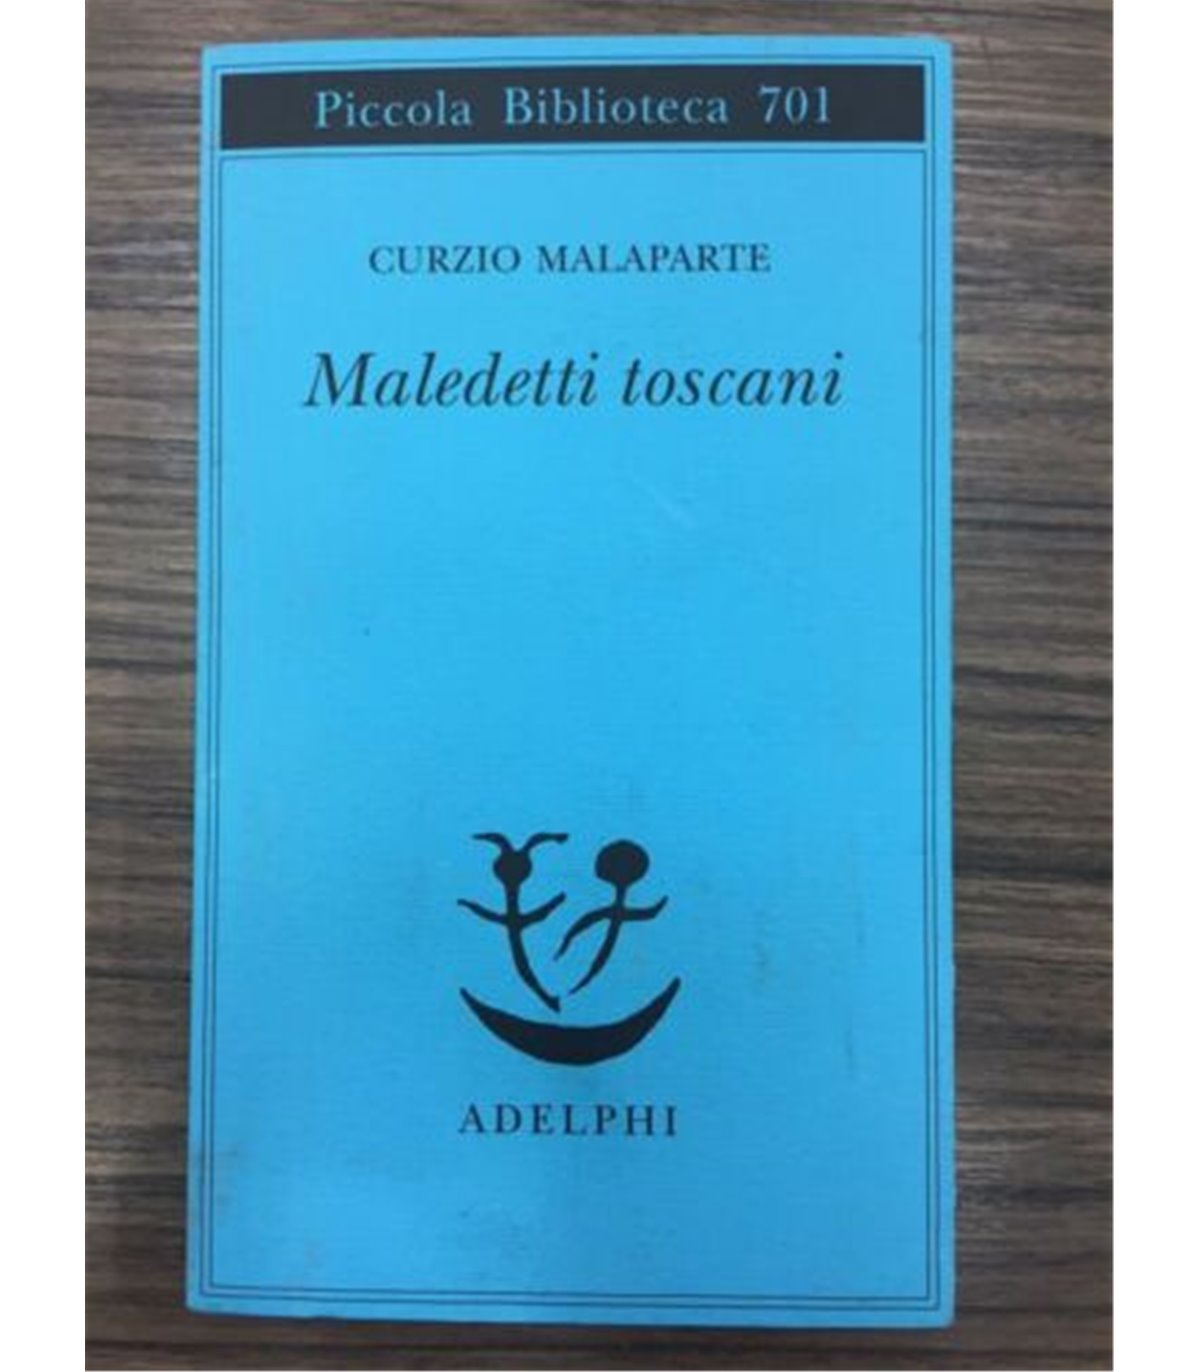 Piccola Biblioteca 701
CURZIO MALAPARTE
Maledetti toscani
ADELPHI